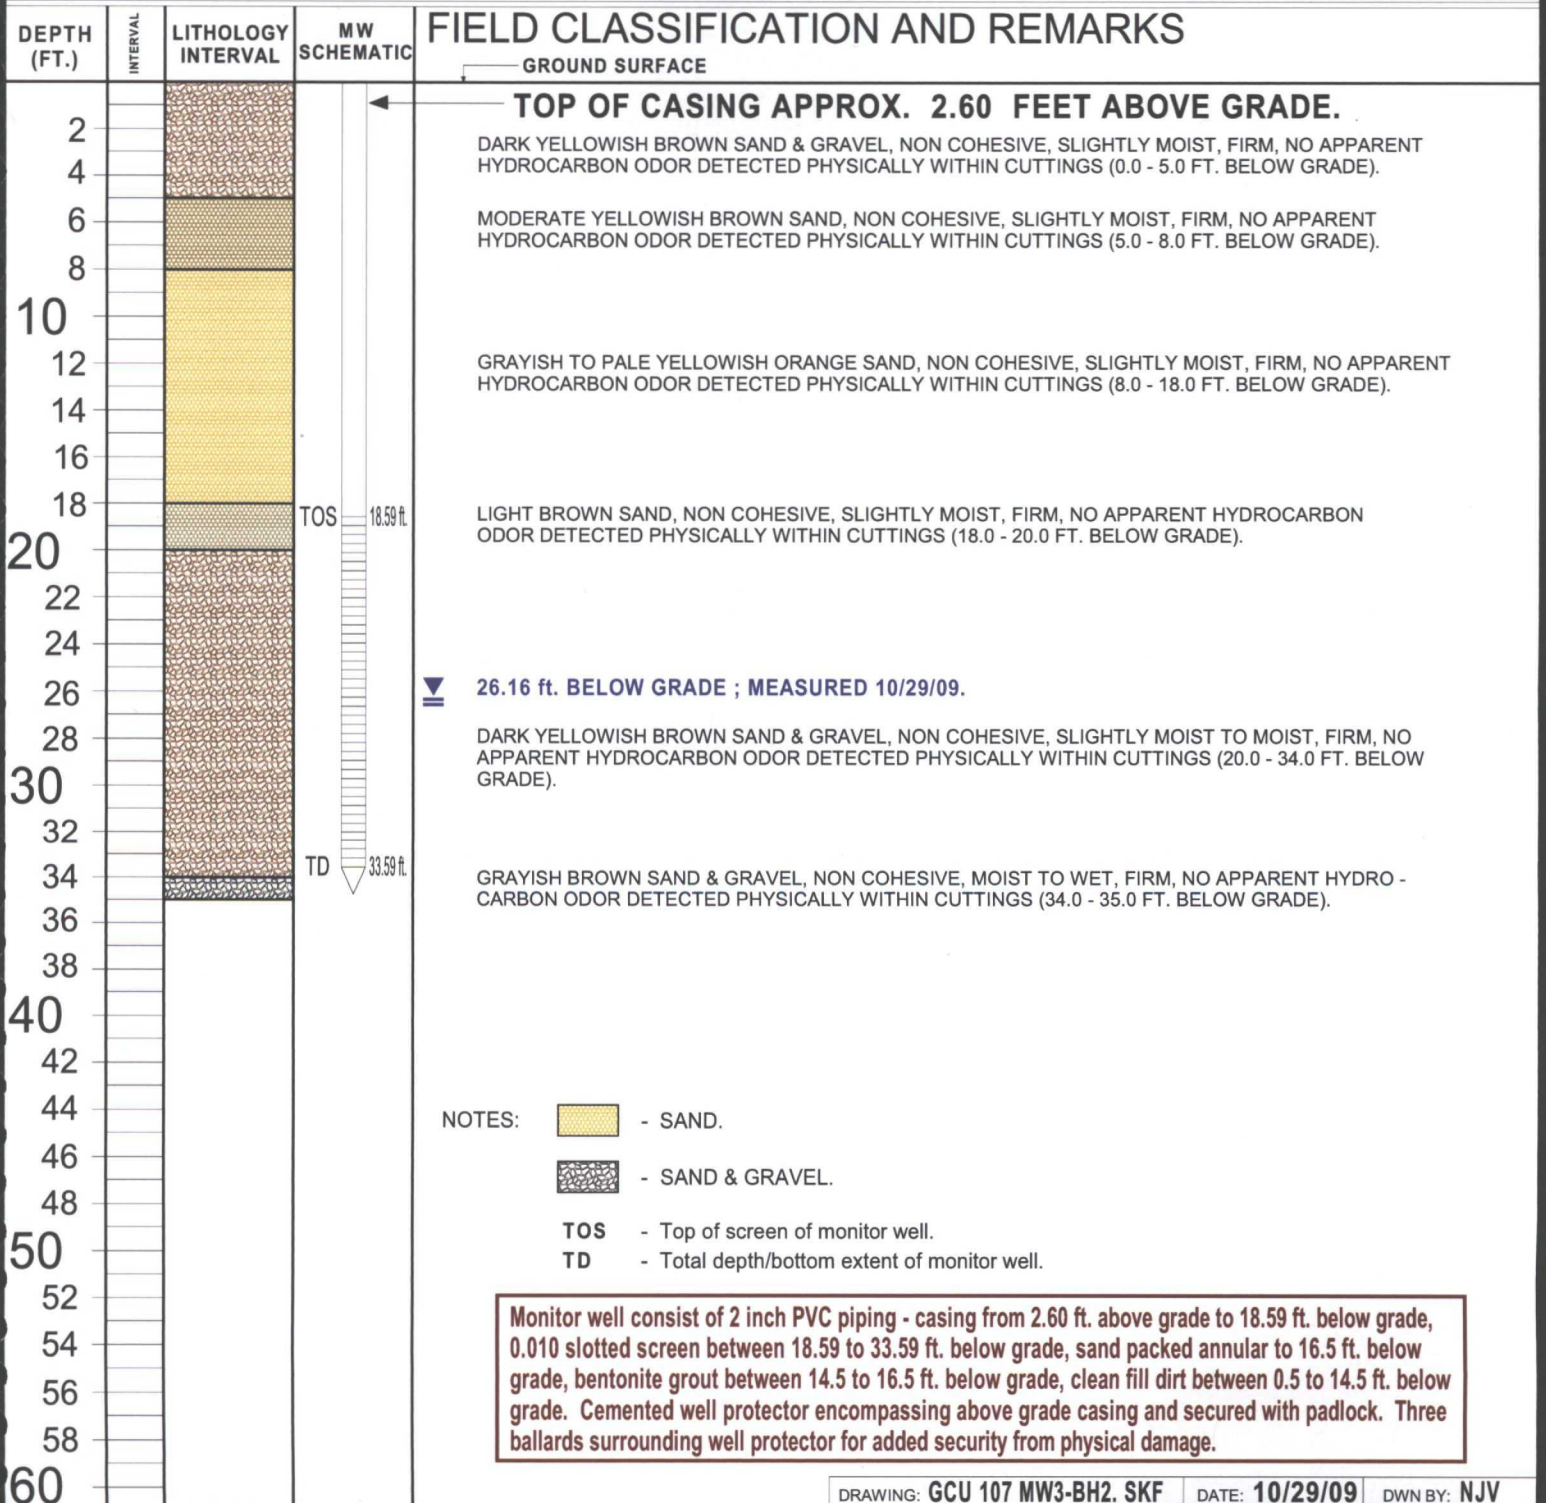 DEPTH
(FT.)
INTERVAL
LITHOLOGY
INTERVAL
MW
SCHEMATIC
FIELD CLASSIFICATION AND REMARKS
GROUND SURFACE
TOP OF CASING APPROX. 2.60 FEET ABOVE GRADE.
2
DARK YELLOWISH BROWN SAND & GRAVEL, NON COHESIVE, SLIGHTLY MOIST, FIRM, NO APPARENT
HYDROCARBON ODOR DETECTED PHYSICALLY WITHIN CUTTINGS (0.0 - 5.0 FT. BELOW GRADE).
4
6
MODERATE YELLOWISH BROWN SAND, NON COHESIVE, SLIGHTLY MOIST, FIRM, NO APPARENT
HYDROCARBON ODOR DETECTED PHYSICALLY WITHIN CUTTINGS (5.0 - 8.0 FT. BELOW GRADE).
8
10
12
GRAYISH TO PALE YELLOWISH ORANGE SAND, NON COHESIVE, SLIGHTLY MOIST, FIRM, NO APPARENT
HYDROCARBON ODOR DETECTED PHYSICALLY WITHIN CUTTINGS (8.0 - 18.0 FT. BELOW GRADE).
14
16
18
TOS 18.59 ft.
LIGHT BROWN SAND, NON COHESIVE, SLIGHTLY MOIST, FIRM, NO APPARENT HYDROCARBON
ODOR DETECTED PHYSICALLY WITHIN CUTTINGS (18.0 - 20.0 FT. BELOW GRADE).
20
22
24
26
26.16 ft. BELOW GRADE ; MEASURED 10/29/09.
28
DARK YELLOWISH BROWN SAND & GRAVEL, NON COHESIVE, SLIGHTLY MOIST TO MOIST, FIRM, NO
APPARENT HYDROCARBON ODOR DETECTED PHYSICALLY WITHIN CUTTINGS (20.0 - 34.0 FT. BELOW
GRADE).
30
32
TD 33.59 ft.
34
GRAYISH BROWN SAND & GRAVEL, NON COHESIVE, MOIST TO WET, FIRM, NO APPARENT HYDRO -
CARBON ODOR DETECTED PHYSICALLY WITHIN CUTTINGS (34.0 - 35.0 FT. BELOW GRADE).
36
38
40
42
44
NOTES: - SAND.
46
- SAND & GRAVEL.
48
TOS - Top of screen of monitor well.
50
TD - Total depth/bottom extent of monitor well.
52
54
56
58
60
Monitor well consist of 2 inch PVC piping - casing from 2.60 ft. above grade to 18.59 ft. below grade,
0.010 slotted screen between 18.59 to 33.59 ft. below grade, sand packed annular to 16.5 ft. below
grade, bentonite grout between 14.5 to 16.5 ft. below grade, clean fill dirt between 0.5 to 14.5 ft. below
grade. Cemented well protector encompassing above grade casing and secured with padlock. Three
ballards surrounding well protector for added security from physical damage.
DRAWING: GCU 107 MW3-BH2. SKF DATE: 10/29/09 DWN BY: NJV